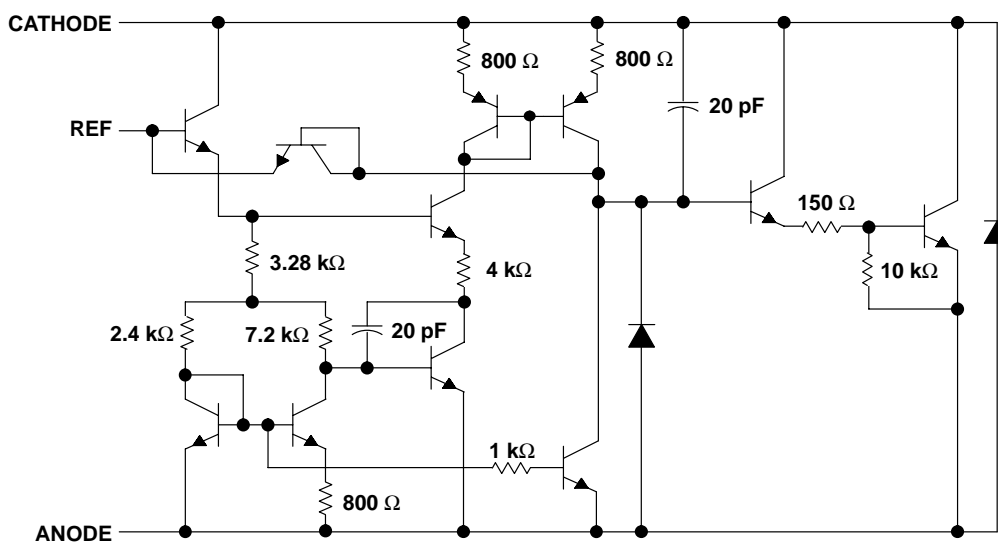 CATHODE
800 Ω
800 Ω
20 pF
REF
150 Ω
3.28 kΩ
4 kΩ
10 kΩ
2.4 kΩ
7.2 kΩ
20 pF
1 kΩ
800 Ω
ANODE